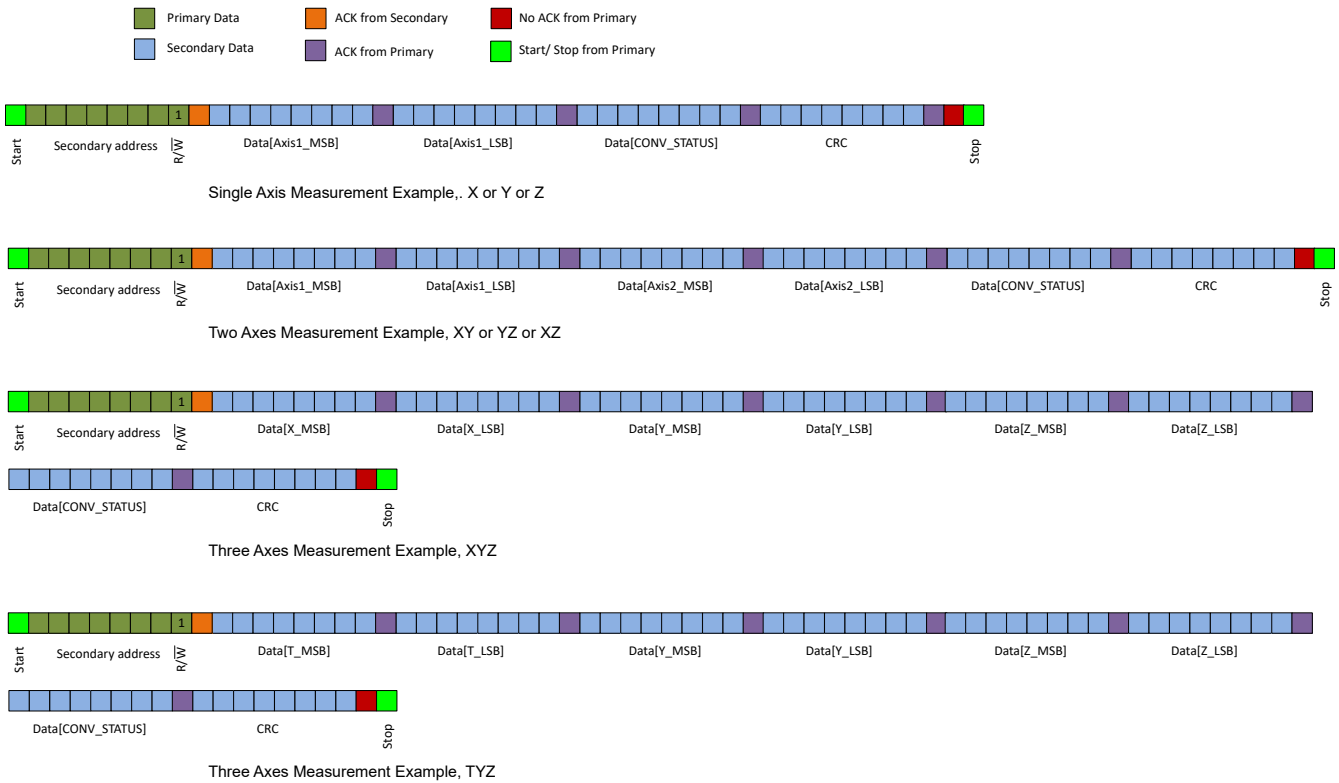 Primary Data
ACK from Secondary
No ACK from Primary
Secondary Data
ACK from Primary
Start/ Stop from Primary
1
Start
Secondary address
R/W̅
Data[Axis1_MSB]
Data[Axis1_LSB]
Data[CONV_STATUS]
CRC
Stop
Single Axis Measurement Example,. X or Y or Z
1
Start
Secondary address
R/W̅
Data[Axis1_MSB]
Data[Axis1_LSB]
Data[Axis2_MSB]
Data[Axis2_LSB]
Data[CONV_STATUS]
CRC
Stop
Two Axes Measurement Example, XY or YZ or XZ
1
Start
Secondary address
R/W̅
Data[X_MSB]
Data[X_LSB]
Data[Y_MSB]
Data[Y_LSB]
Data[Z_MSB]
Data[Z_LSB]
Data[CONV_STATUS]
CRC
Stop
Three Axes Measurement Example, XYZ
1
Start
Secondary address
R/W̅
Data[T_MSB]
Data[T_LSB]
Data[Y_MSB]
Data[Y_LSB]
Data[Z_MSB]
Data[Z_LSB]
Data[CONV_STATUS]
CRC
Stop
Three Axes Measurement Example, TYZ